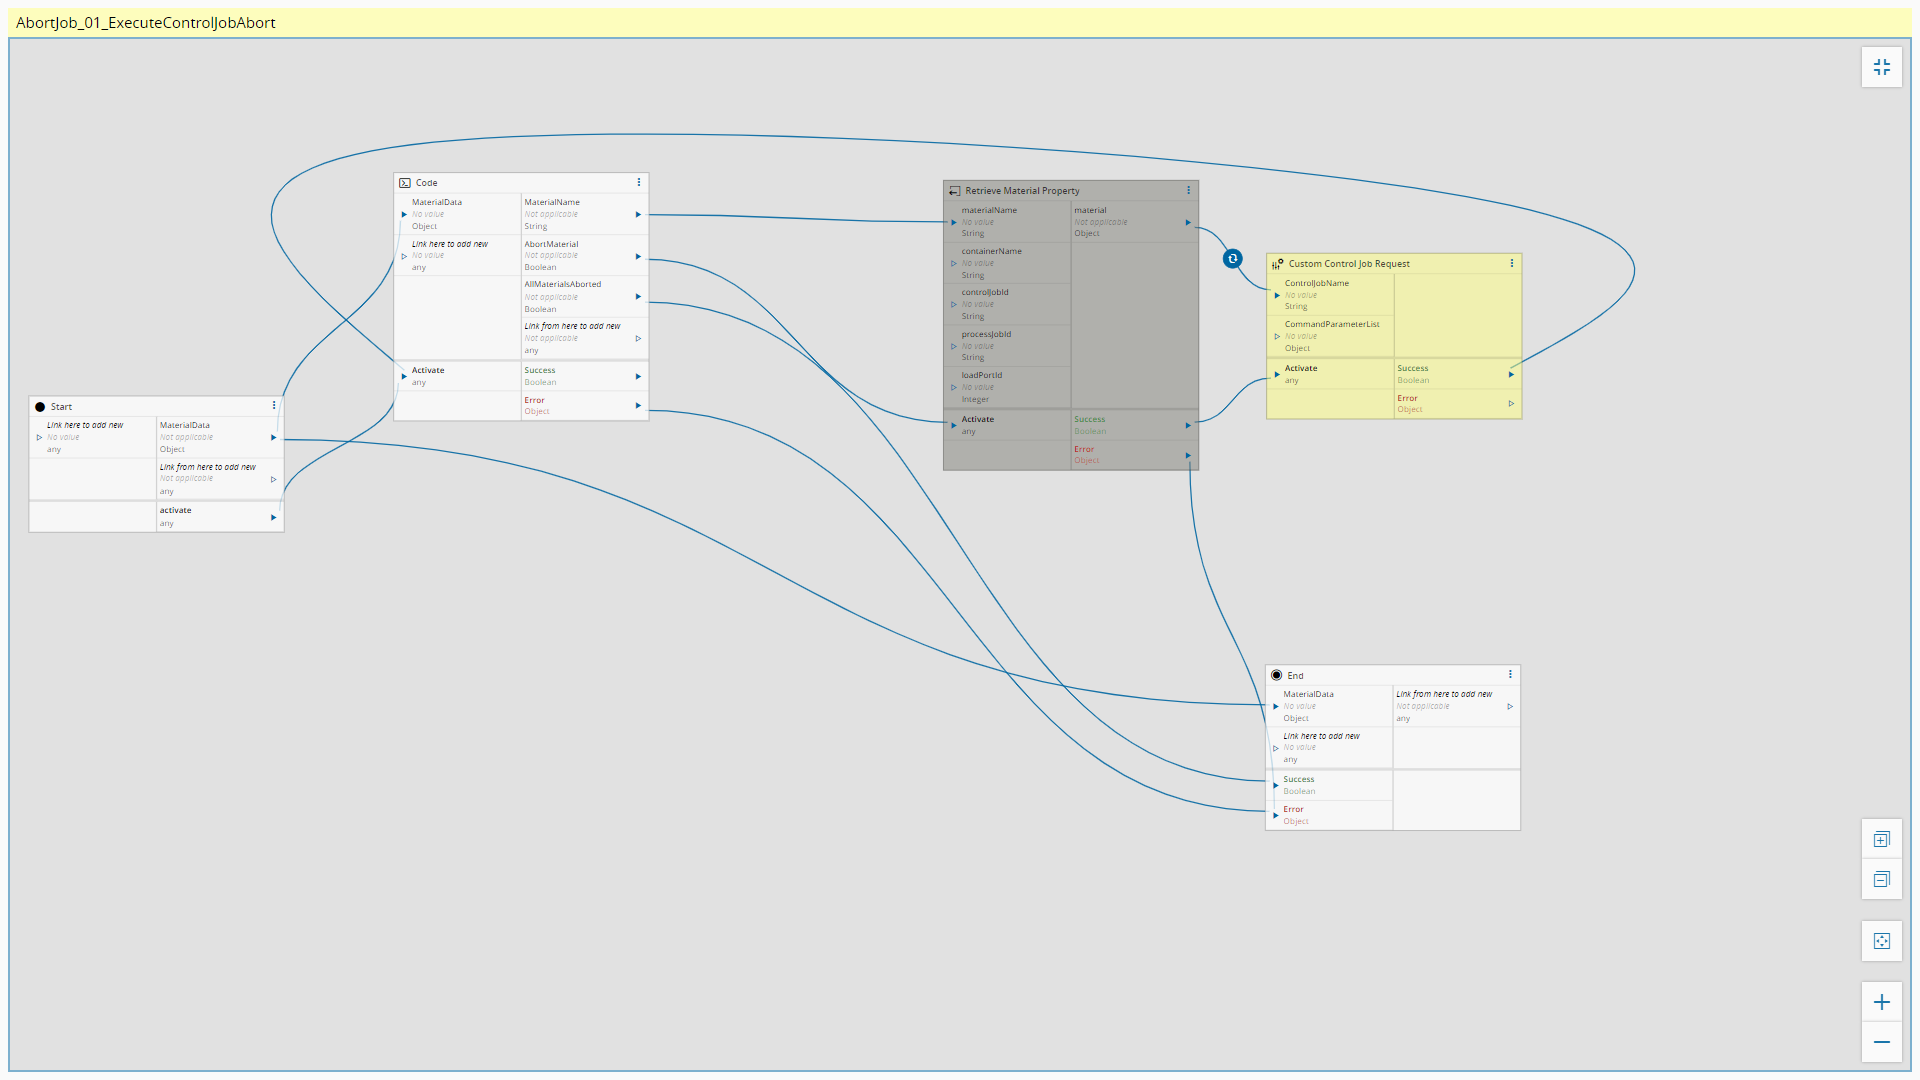 AbortJob_01_ExecuteControlJobAbort
Code
MaterialData
No value
Object
Link here to add new
No value
any
MaterialName
Not applicable
String
AbortMaterial
Not applicable
Boolean
AllMaterialsAborted
Not applicable
Boolean
Link from here to add new
Not applicable
any
Activate
any
Success
Boolean
Error
Object
Retrieve Material Property
materialName
No value
String
containerName
No value
String
controlJobId
No value
String
processJobId
No value
String
loadPortId
No value
Integer
material
Not applicable
Object
Activate
any
Success
Boolean
Error
Object
Custom Control Job Request
ControlJobName
No value
String
CommandParameterList
No value
Object
Activate
any
Success
Boolean
Error
Object
Start
Link here to add new
No value
any
MaterialData
Not applicable
Object
Link from here to add new
Not applicable
any
activate
any
End
MaterialData
No value
Object
Link here to add new
No value
any
Link from here to add new
Not applicable
any
Success
Boolean
Error
Object